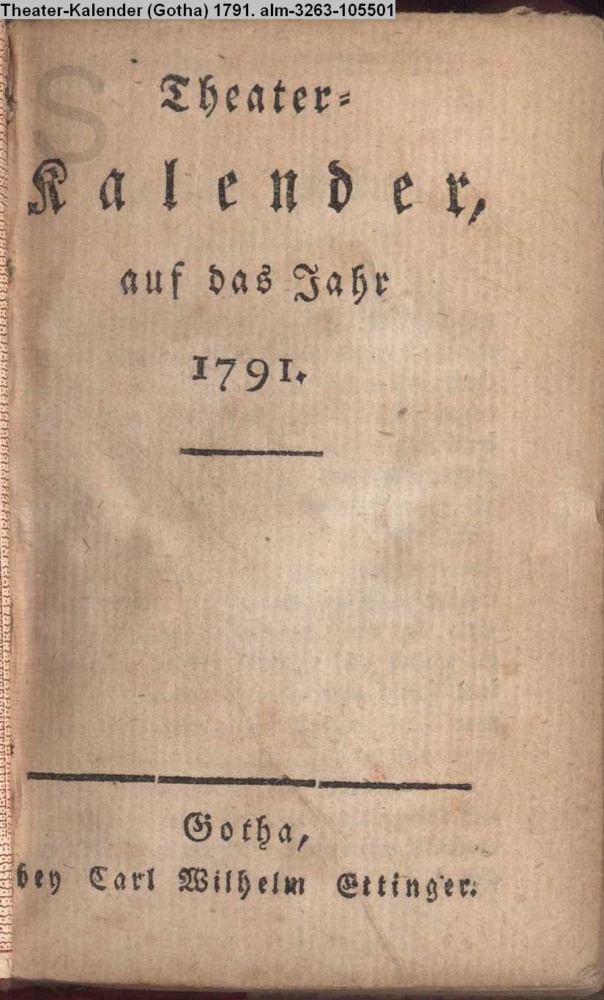 Theater-Kalender (Gotha) 1791. alm-3263-105501
S
Theater-
Kalender,
auf das Jahr
1791.
Gotha,
bey Carl Wilhelm Ettinger.